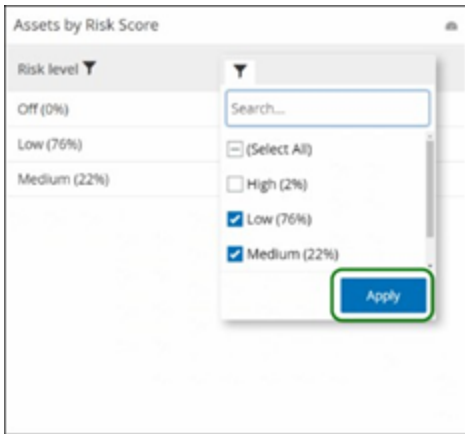 Assets by Risk Score
Risk level
Off (0%)
Low (76%)
Medium (22%)
Search...
(Select All)
High (2%)
Low (76%)
Medium (22%)
Apply